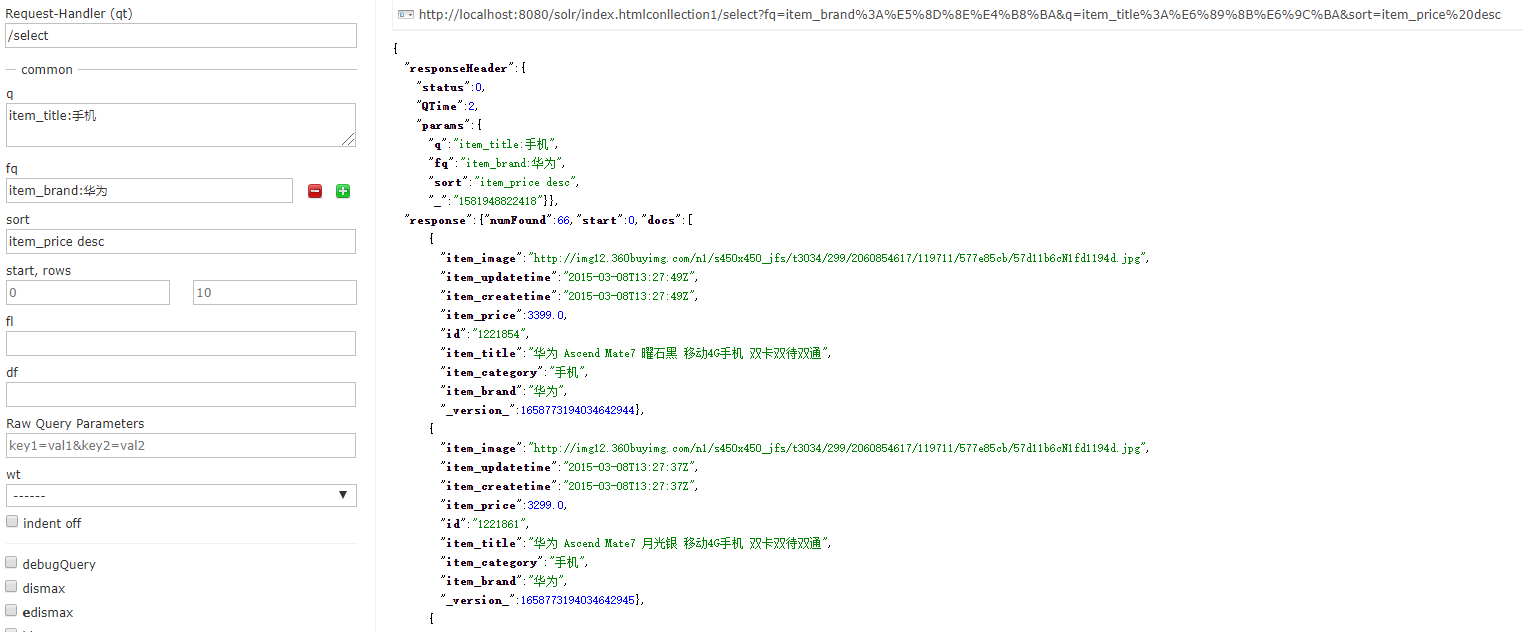 Request-Handler (qt)
/select
common
q
item_title:手机
fq
item_brand:华为
sort
item_price desc
start, rows
0
10
fl
df
Raw Query Parameters
key1=val1&key2=val2
wt
------
indent off
debugQuery
dismax
edismax
http://localhost:8080/solr/index.htmlconllection1/select?fq=item_brand%3A%E5%8D%8E%E4%B8%BA&q=item_title%3A%E6%89%8B%E6%9C%BA&sort=item_price%20desc
{
"responseHeader":{
"status":0,
"QTime":2,
"params":{
"q":"item_title:手机",
"fq":"item_brand:华为",
"sort":"item_price desc",
"_":"1581948822418"}},
"response":{"numFound":66,"start":0,"docs":[
{
"item_image":"http://img12.360buyimg.com/n1/s450x450_jfs/t3034/299/2060854617/119711/577e85cb/57d11b6cN1fd1194d.jpg",
"item_updatetime":"2015-03-08T13:27:49Z",
"item_createtime":"2015-03-08T13:27:49Z",
"item_price":3399.0,
"id":"1221854",
"item_title":"华为 Ascend Mate7 曜石黑 移动4G手机 双卡双待双通",
"item_category":"手机",
"item_brand":"华为",
"_version_":1658773194034642944},
{
"item_image":"http://img12.360buyimg.com/n1/s450x450_jfs/t3034/299/2060854617/119711/577e85cb/57d11b6cN1fd1194d.jpg",
"item_updatetime":"2015-03-08T13:27:37Z",
"item_createtime":"2015-03-08T13:27:37Z",
"item_price":3299.0,
"id":"1221861",
"item_title":"华为 Ascend Mate7 月光银 移动4G手机 双卡双待双通",
"item_category":"手机",
"item_brand":"华为",
"_version_":1658773194034642945},
{